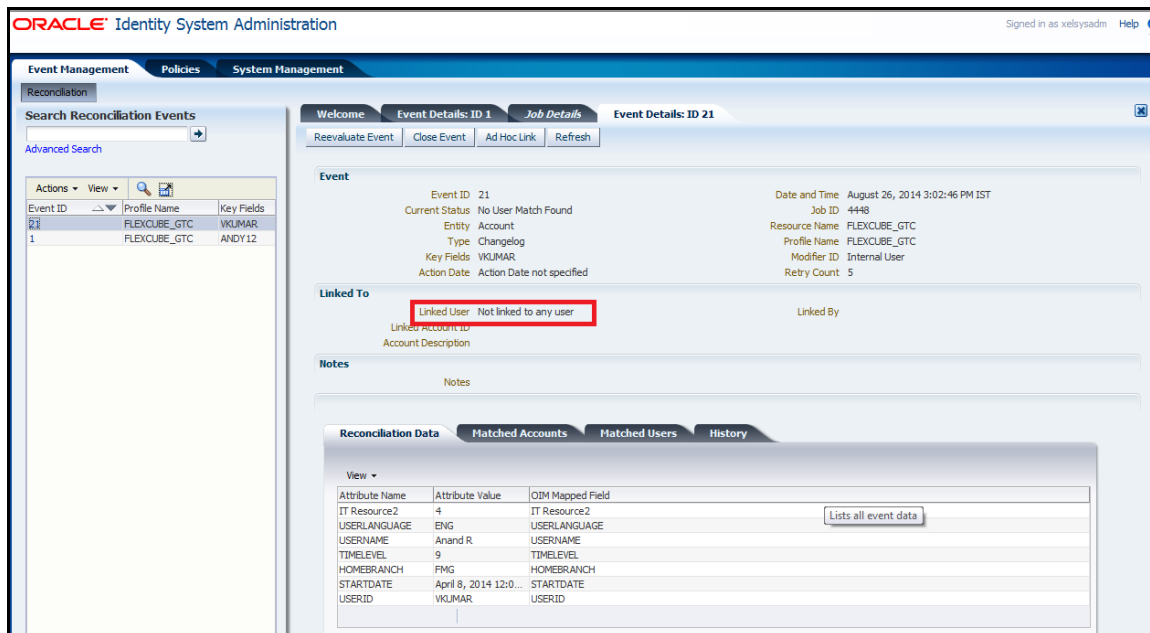 ORACLE Identity System Administration
Signed in as xelsysadm Help
Event Management Policies System Management
Reconciliation
Search Reconciliation Events
Advanced Search
Actions View
Event ID Profile Name Key Fields
21 FLEXCUBE_GTC VKUMAR
1 FLEXCUBE_GTC ANDY12
Welcome Event Details: ID 1 Job Details Event Details: ID 21
Reevaluate Event Close Event Ad Hoc Link Refresh
Event
Event ID 21 Date and Time August 26, 2014 3:02:46 PM IST
Current Status No User Match Found Job ID 4448
Entity Account Resource Name FLEXCUBE_GTC
Type Changelog Profile Name FLEXCUBE_GTC
Key Fields VKUMAR Modifier ID Internal User
Action Date Action Date not specified Retry Count 5
Linked To
Linked User Not linked to any user Linked By
Linked Account ID
Account Description
Notes
Notes
Reconciliation Data Matched Accounts Matched Users History
View
Attribute Name Attribute Value OIM Mapped Field
IT Resource2 4 IT Resource2
Lists all event data
USERLANGUAGE ENG USERLANGUAGE
USERNAME Anand R USERNAME
TIMELEVEL 9 TIMELEVEL
HOMEBRANCH FMG HOMEBRANCH
STARTDATE April 8, 2014 12:0... STARTDATE
USERID VKUMAR USERID